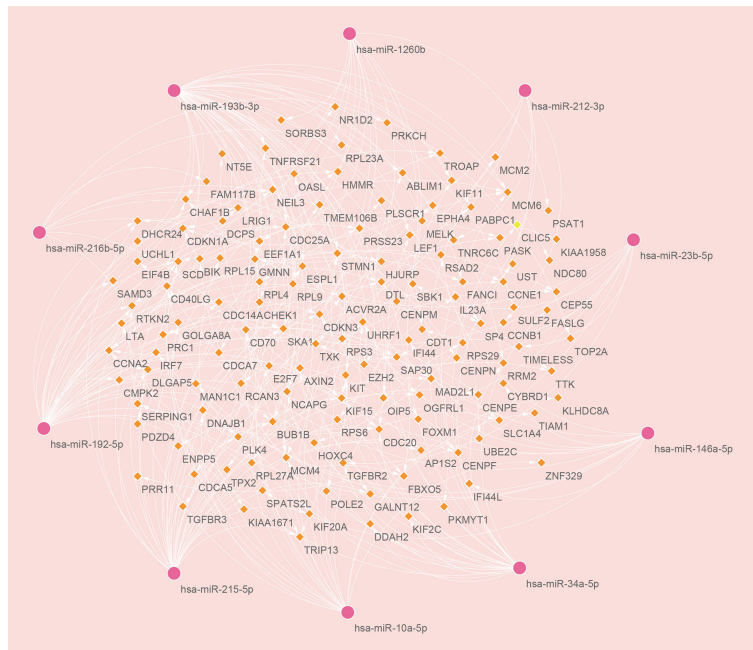 hsa-miR-1260b
hsa-miR-193b-3p
hsa-miR-212-3p
NR1D2
SORBS3
PRKCH
RPL23A
TROAP
MCM2
NT5E
TNFRSF21
OASL
HMMR
ABLIM1
KIF11
FAM117B
NEIL3
MCM6
CHAF1B
LRIG1
TMEM106B
PLSCR1
EPHA4
PABPC1
PSAT1
hsa-miR-216b-5p
DHCR24
CDKN1A
DCPS
CDC25A
PRSS23
MELK
CLIC5
hsa-miR-23b-5p
UCHL1
EEF1A1
LEF1
TNRC6C
PASK
KIAA1958
EIF4B
SCD
BIK
RPL15
GMNN
STMN1
HJURP
RSAD2
UST
NDC80
SAMD3
CD40LG
RPL4
RPL9
ESPL1
DTL
SBK1
FANCI
CCNE1
CEP55
RTKN2
CDC14A
CHEK1
ACVR2A
CENPM
IL23A
SULF2
FASLG
LTA
GOLGA8A
CD70
SKA1
CDKN3
UHRF1
CDT1
SP4
CCNB1
TOP2A
CCNA2
PRC1
IRF7
CDCA7
TXK
RPS3
IFI44
RPS29
TIMELESS
CMPK2
DLGAP5
MAN1C1
RCAN3
E2F7
AXIN2
KIT
EZH2
SAP30
CENPN
RRM2
TTK
SERPING1
NCAPG
MAD2L1
CYBRD1
KLHDC8A
hsa-miR-192-5p
PDZD4
DNAJB1
KIF15
OIP5
OGFRL1
CENPE
TIAM1
PLK4
BUB1B
RPS6
CDC20
FOXM1
SLC1A4
hsa-miR-146a-5p
ENPP5
HOXC4
AP1S2
CENPF
UBE2C
PRR11
CDCA5
TPX2
RPL27A
MCM4
TGFBR2
FBXO5
ZNF329
SPATS2L
POLE2
GALNT12
IFI44L
TGFBR3
KIAA1671
KIF20A
DDAH2
KIF2C
PKMYT1
TRIP13
hsa-miR-215-5p
hsa-miR-34a-5p
hsa-miR-10a-5p